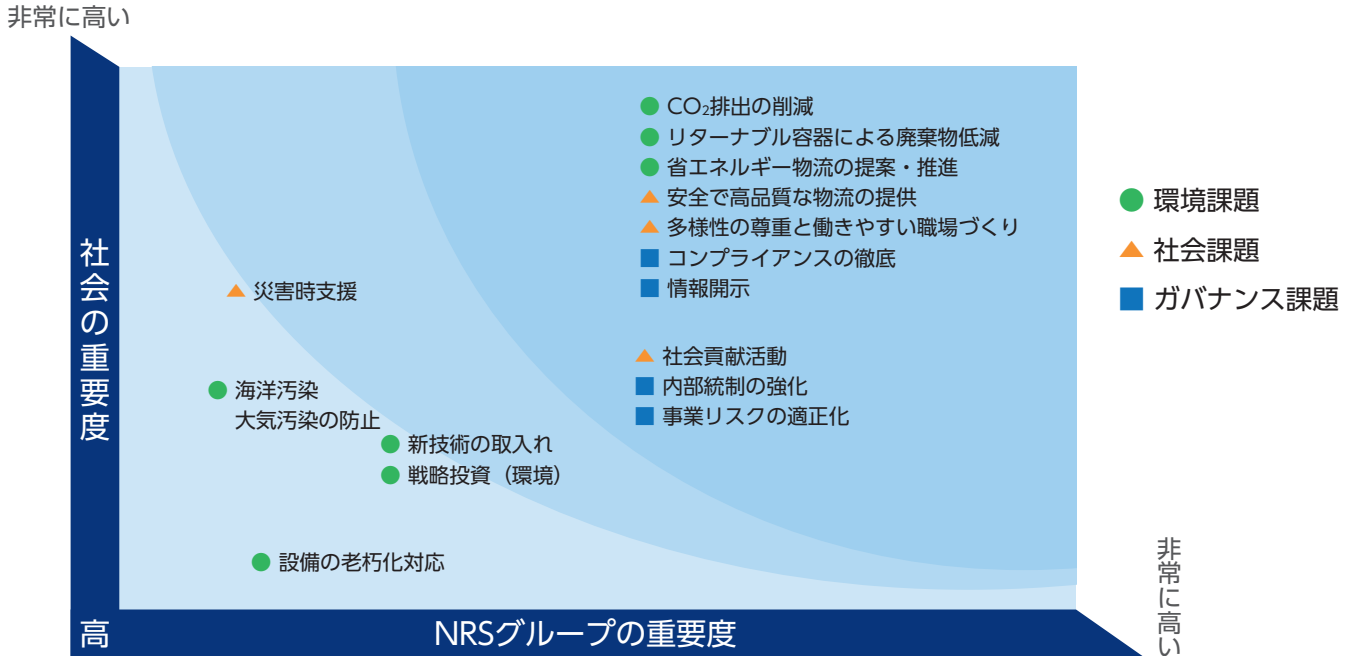 非常に高い
社会の重要度
CO₂排出の削減
リターナブル容器による廃棄物低減
省エネルギー物流の提案・推進
安全で高品質な物流の提供
多様性の尊重と働きやすい職場づくり
コンプライアンスの徹底
情報開示
災害時支援
社会貢献活動
内部統制の強化
事業リスクの適正化
海洋汚染
大気汚染の防止
新技術の取入れ
戦略投資（環境）
設備の老朽化対応
環境課題
社会課題
ガバナンス課題
高
NRSグループの重要度
非常に高い